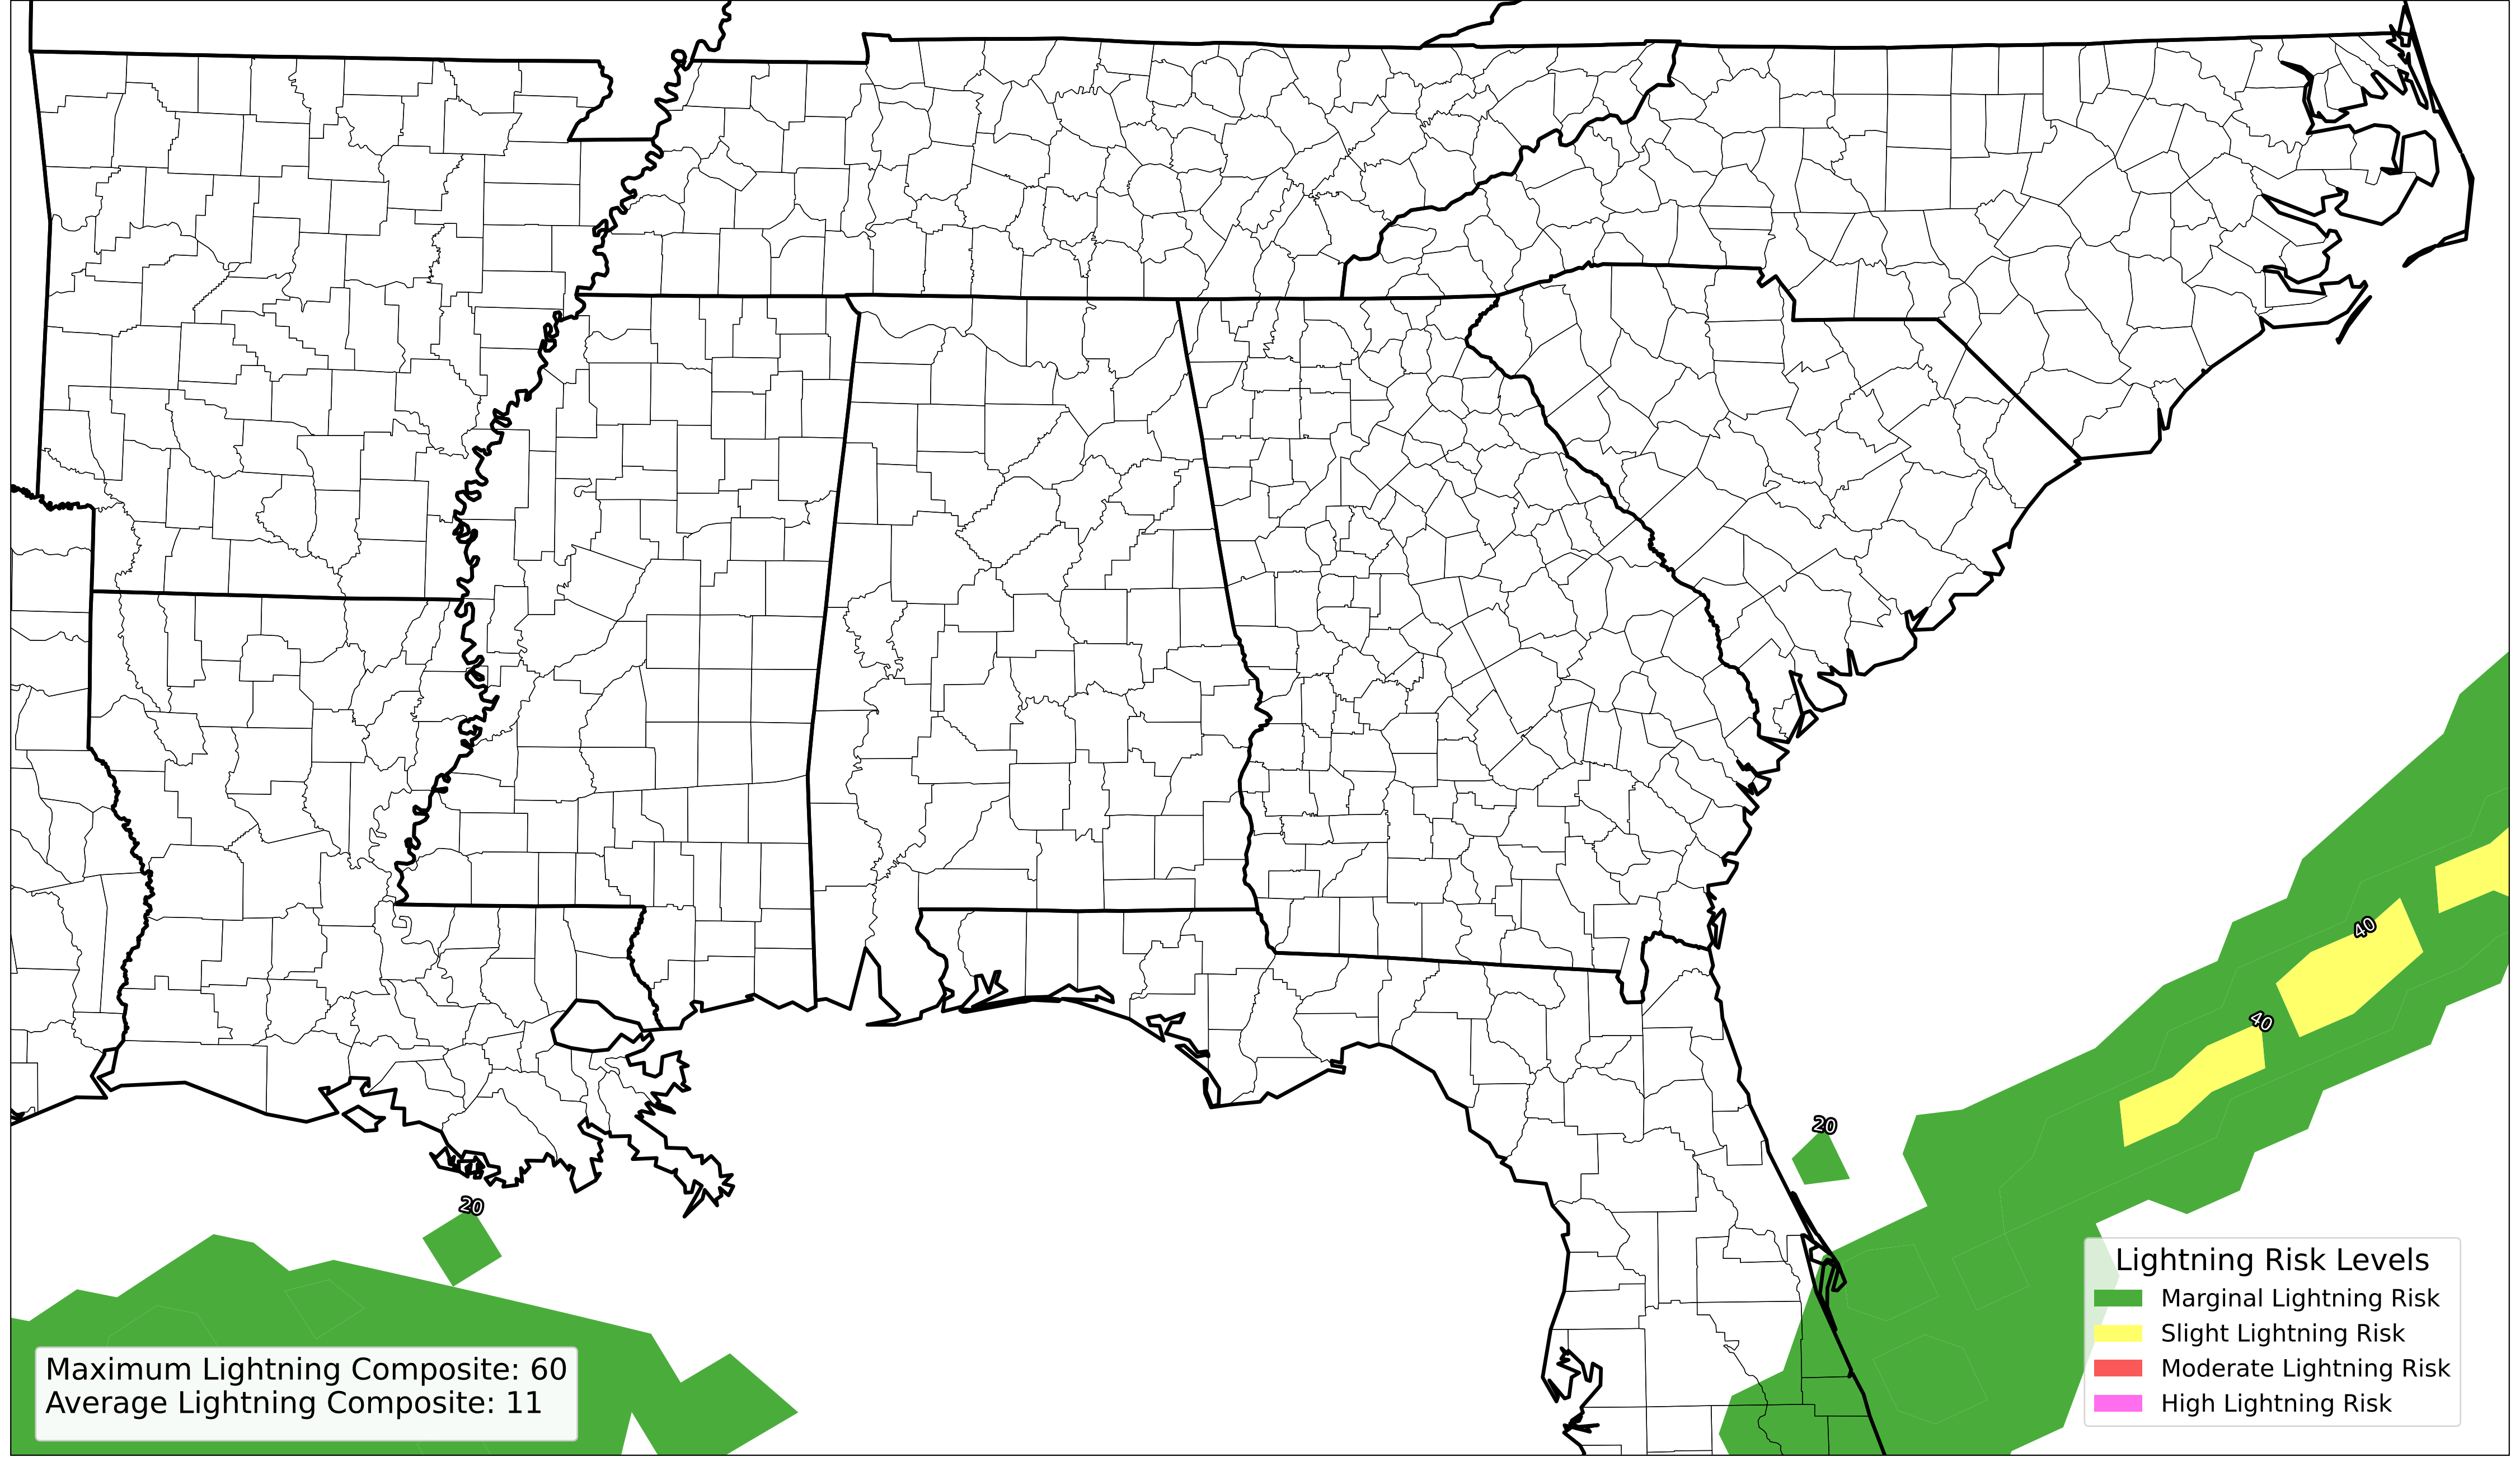 40
40
20
20
Lightning Risk Levels
Marginal Lightning Risk
Slight Lightning Risk
Moderate Lightning Risk
High Lightning Risk
Maximum Lightning Composite: 60
Average Lightning Composite: 11